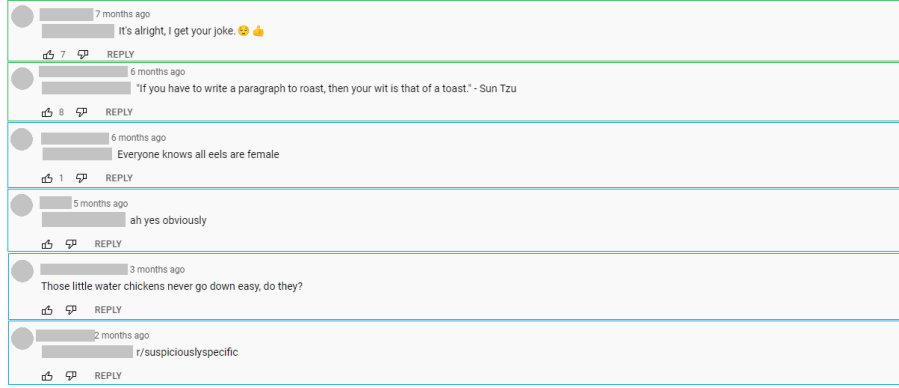 7 months ago
It's alright, I get your joke.😌👍
7 REPLY
6 months ago
"If you have to write a paragraph to roast, then your wit is that of a toast." - Sun Tzu
8 REPLY
6 months ago
Everyone knows all eels are female
1 REPLY
5 months ago
ah yes obviously
REPLY
3 months ago
Those little water chickens never go down easy, do they?
REPLY
2 months ago
r/suspiciouslyspecific
REPLY